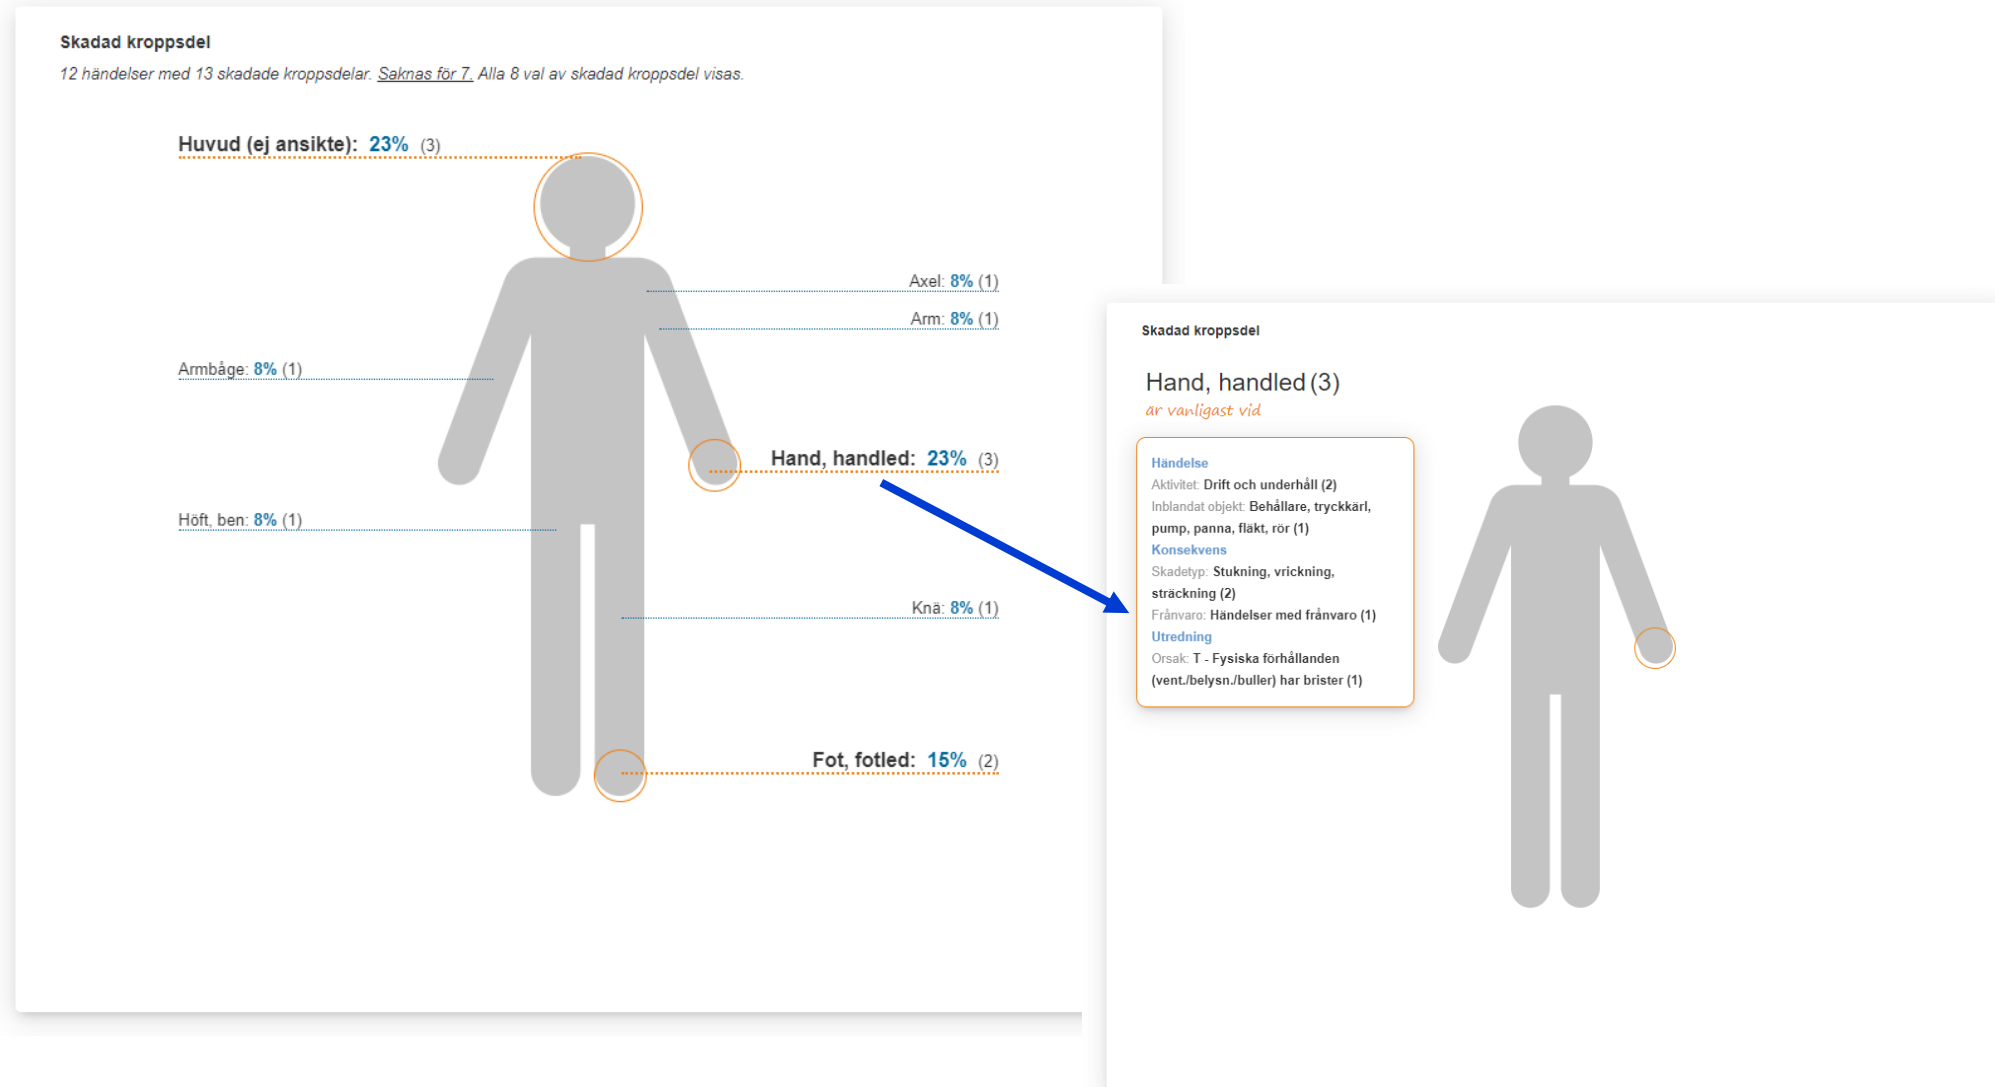 Skadad kroppsdel
12 händelser med 13 skadade kroppsdelar. Saknas för 7. Alla 8 val av skadad kroppsdel visas.
Huvud (ej ansikte): 23% (3)
Axel: 8% (1)
Arm: 8% (1)
Armbåge: 8% (1)
Hand, handled: 23% (3)
Höft, ben: 8% (1)
Knä: 8% (1)
Fot, fotled: 15% (2)
Skadad kroppsdel
Hand, handled (3)
är vanligast vid
Händelse
Aktivitet: Drift och underhåll (2)
Inblandat objekt: Behållare, tryckkärl,
pump, panna, fläkt, rör (1)
Konsekvens
Skadetyp: Stukning, vrickning,
sträckning (2)
Frånvaro: Händelser med frånvaro (1)
Utredning
Orsak: T - Fysiska förhållanden
(vent./belysn./buller) har brister (1)